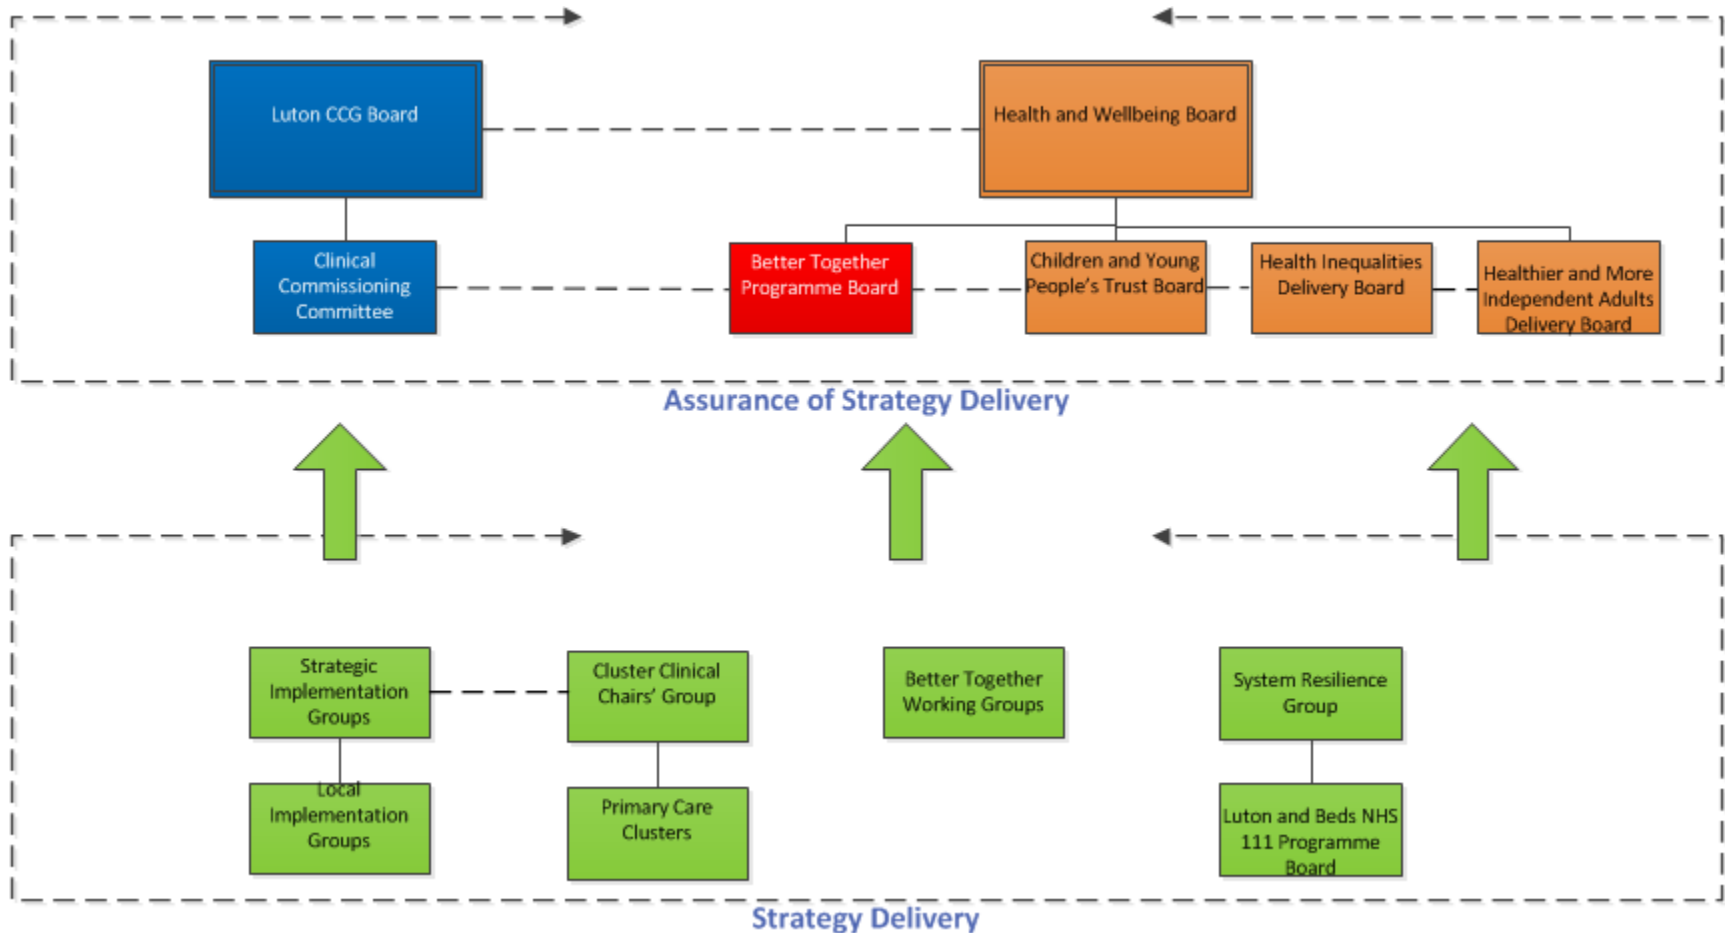 Luton CCG Board
Health and Wellbeing Board
Clinical
Commissioning
Committee
Better Together
Programme Board
Children and Young
People's Trust Board
Health Inequalities
Delivery Board
Healthier and More
Independent Adults
Delivery Board
Assurance of Strategy Delivery
Strategic
Implementation
Groups
Cluster Clinical
Chairs' Group
Better Together
Working Groups
System Resilience
Group
Local
Implementation
Groups
Primary Care
Clusters
Luton and Beds NHS
111 Programme
Board
Strategy Delivery